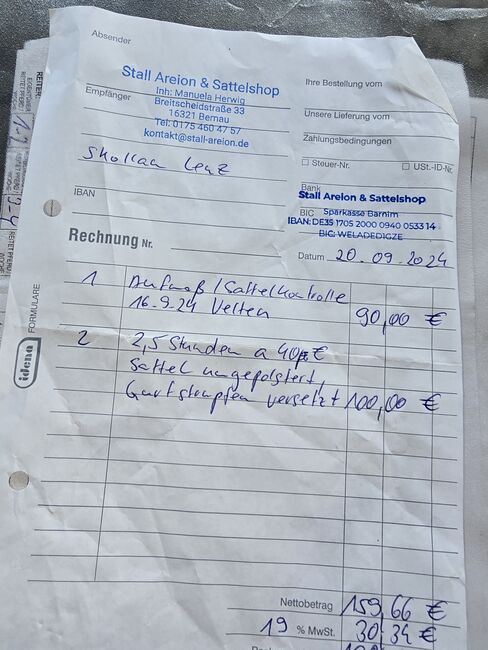 Absender
Stall Areion & Sattelshop
Inh: Manuela Herwig
Breitscheidstraße 33
16321 Bernau
Tel: 0175 460 47 57
kontakt@stall-areion.de
Empfänger
Ihre Bestellung vom
Unsere Lieferung vom
Zahlungsbedingungen
Steuer-Nr.
USt.-ID-Nr.
Lenz
IBAN
Bank
Stall Areion & Sattelshop
BIC Sparkasse Barnim
IBAN: DE35 1705 2000 0940 0533 14
BIC: WELADED1GZE
Rechnung Nr.
Datum 20.09.2024
1 Aufmaß/Sattelkontrolle
16.9.24 Velten 90,00 €
2 2,5 Stunden a 40 €
Sattel umgepolstert,
Gurtstrupfen versetzt 100,00 €
idena
FORMULARE
Nettobetrag 159,66 €
19 % MwSt. 30,34 €